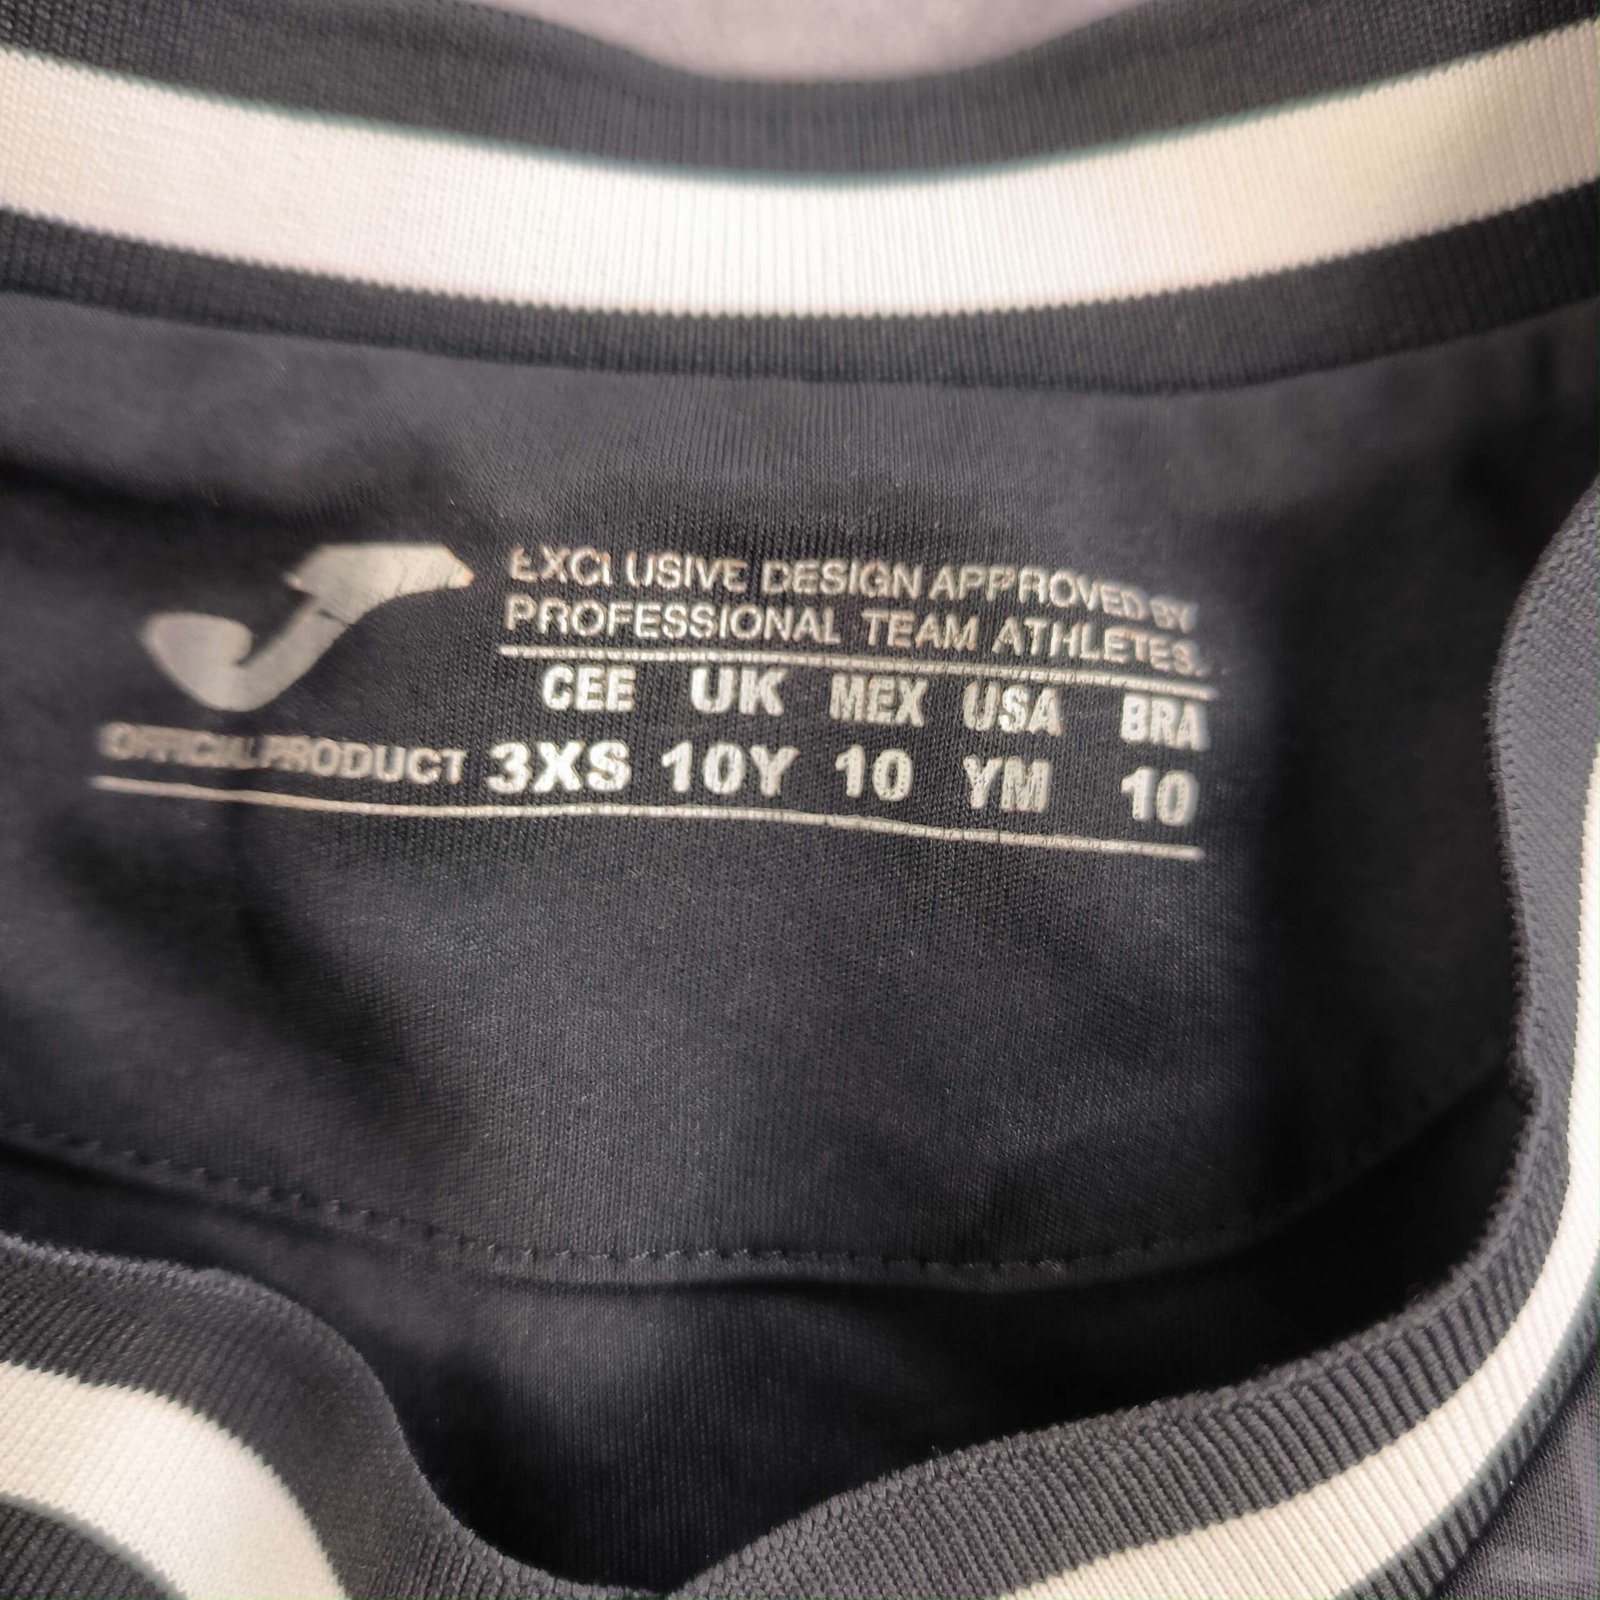 EXCLUSIVE DESIGN APPROVED BY
PROFESSIONAL TEAM ATHLETES.
CEE UK MEX USA BRA
OFFICIAL PRODUCT 3XS 10Y 10 YM 10